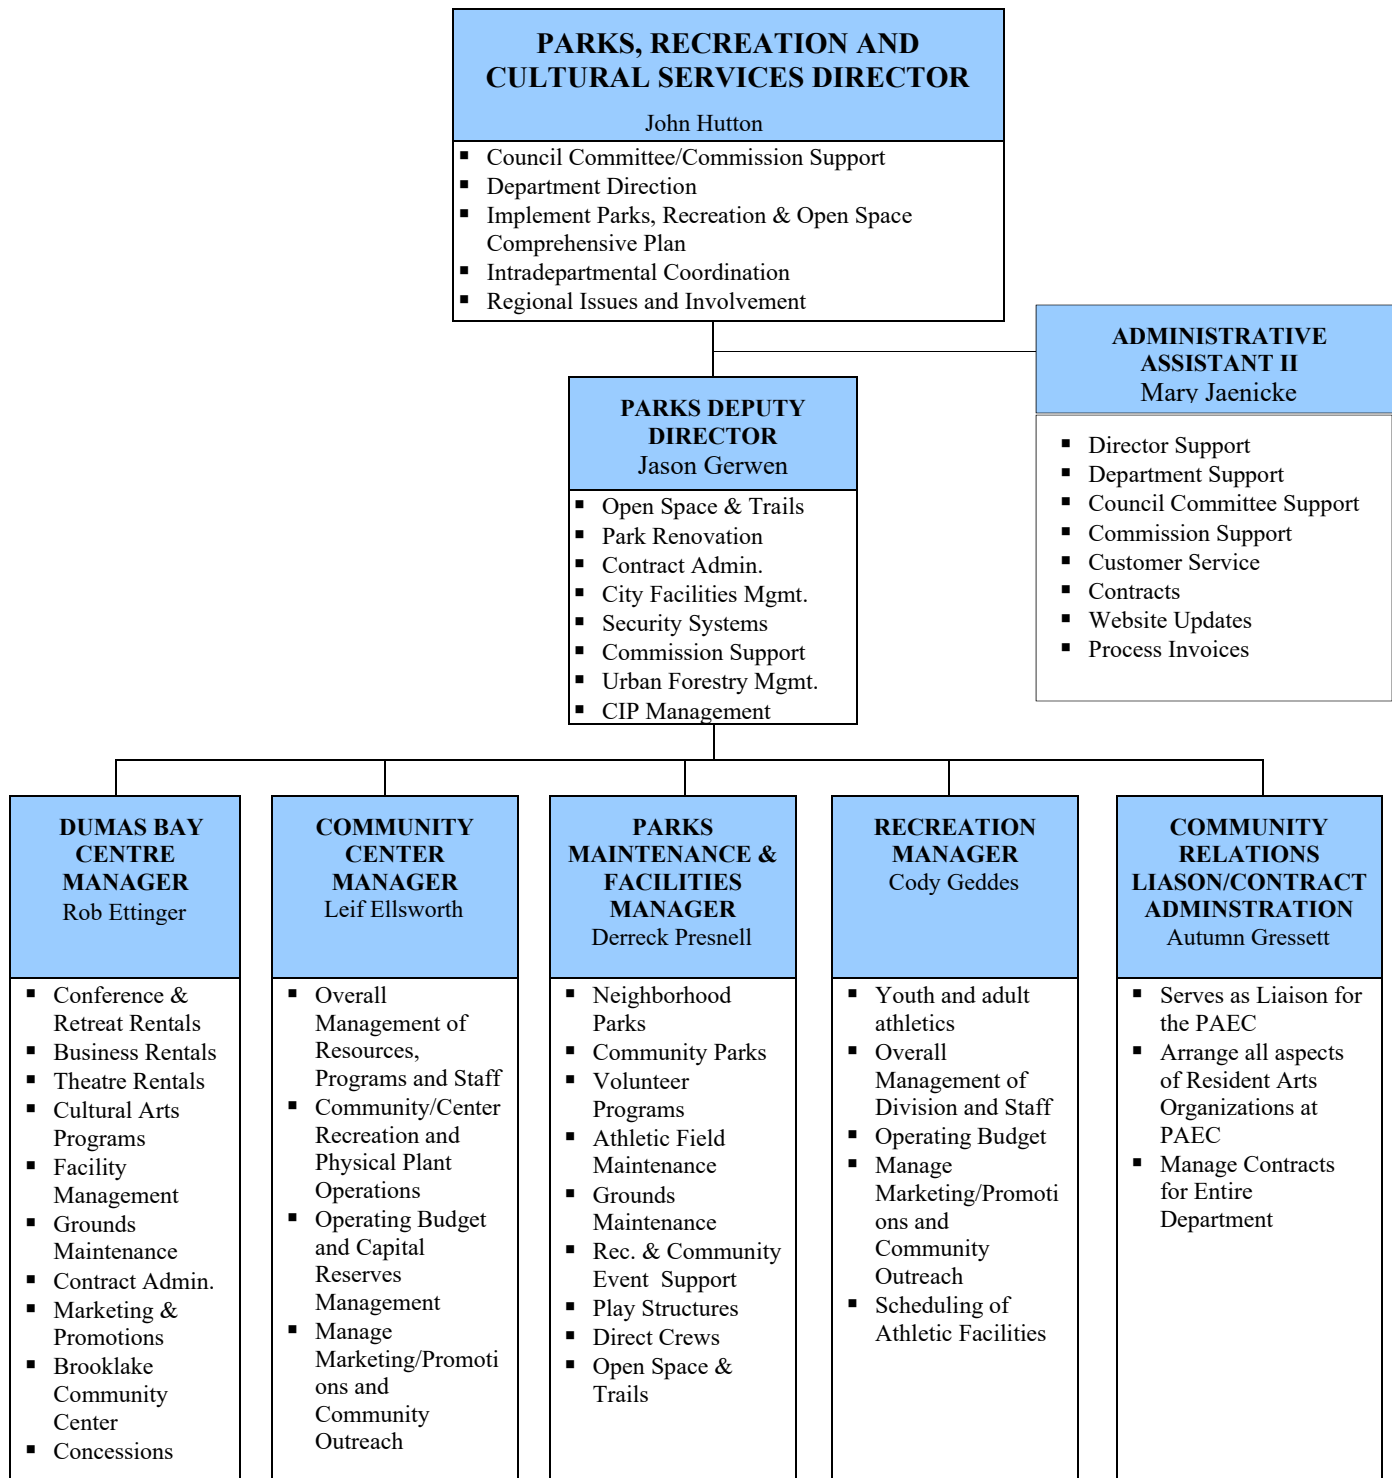 PARKS, RECREATION AND
CULTURAL SERVICES DIRECTOR
John Hutton
▪ Council Committee/Commission Support
▪ Department Direction
▪ Implement Parks, Recreation & Open Space
Comprehensive Plan
▪ Intradepartmental Coordination
▪ Regional Issues and Involvement
ADMINISTRATIVE
ASSISTANT II
Mary Jaenicke
▪ Director Support
▪ Department Support
▪ Council Committee Support
▪ Commission Support
▪ Customer Service
▪ Contracts
▪ Website Updates
▪ Process Invoices
PARKS DEPUTY
DIRECTOR
Jason Gerwen
▪ Open Space & Trails
▪ Park Renovation
▪ Contract Admin.
▪ City Facilities Mgmt.
▪ Security Systems
▪ Commission Support
▪ Urban Forestry Mgmt.
▪ CIP Management
DUMAS BAY
CENTRE
MANAGER
Rob Ettinger
▪ Conference &
Retreat Rentals
▪ Business Rentals
▪ Theatre Rentals
▪ Cultural Arts
Programs
▪ Facility
Management
▪ Grounds
Maintenance
▪ Contract Admin.
▪ Marketing &
Promotions
▪ Brooklake
Community
Center
▪ Concessions
COMMUNITY
CENTER
MANAGER
Leif Ellsworth
▪ Overall
Management of
Resources,
Programs and Staff
▪ Community/Center
Recreation and
Physical Plant
Operations
▪ Operating Budget
and Capital
Reserves
Management
▪ Manage
Marketing/Promoti
ons and
Community
Outreach
PARKS
MAINTENANCE &
FACILITIES
MANAGER
Derreck Presnell
▪ Neighborhood
Parks
▪ Community Parks
▪ Volunteer
Programs
▪ Athletic Field
Maintenance
▪ Grounds
Maintenance
▪ Rec. & Community
Event Support
▪ Play Structures
▪ Direct Crews
▪ Open Space &
Trails
RECREATION
MANAGER
Cody Geddes
▪ Youth and adult
athletics
▪ Overall
Management of
Division and Staff
▪ Operating Budget
▪ Manage
Marketing/Promoti
ons and
Community
Outreach
▪ Scheduling of
Athletic Facilities
COMMUNITY
RELATIONS
LIASON/CONTRACT
ADMINSTRATION
Autumn Gressett
▪ Serves as Liaison for
the PAEC
▪ Arrange all aspects
of Resident Arts
Organizations at
PAEC
▪ Manage Contracts
for Entire
Department